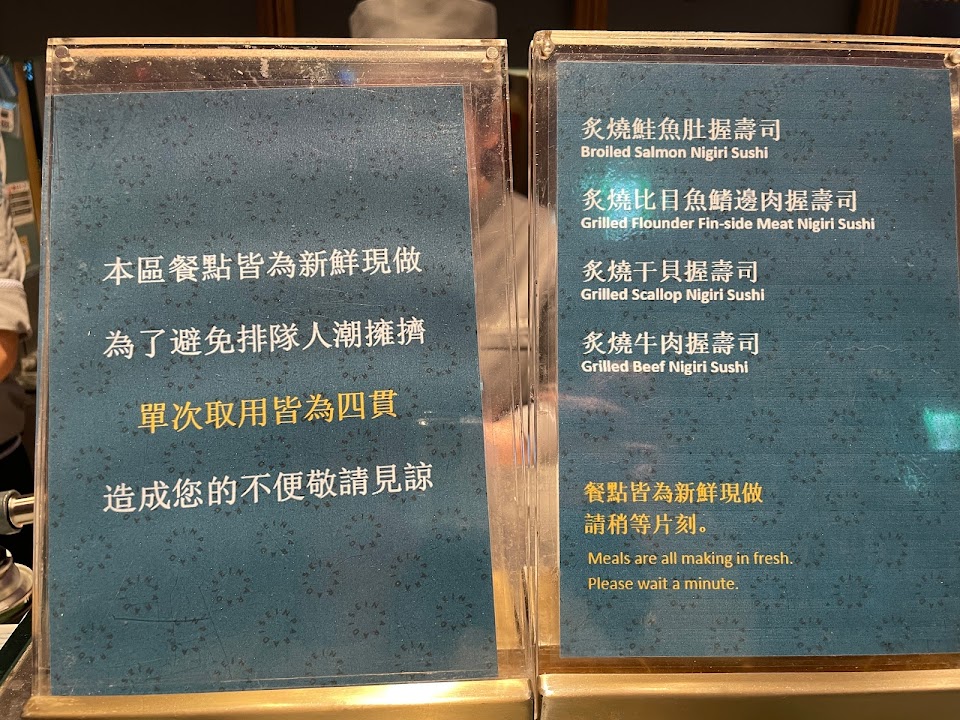 本區餐點皆為新鮮現做
為了避免排隊人潮擁擠
單次取用皆為四貫
造成您的不便敬請見諒
炙燒鮭魚肚握壽司
Broiled Salmon Nigiri Sushi
炙燒比目魚鰭邊肉握壽司
Grilled Flounder Fin-side Meat Nigiri Sushi
炙燒干貝握壽司
Grilled Scallop Nigiri Sushi
炙燒牛肉握壽司
Grilled Beef Nigiri Sushi
餐點皆為新鮮現做
請稍等片刻。
Meals are all making in fresh.
Please wait a minute.